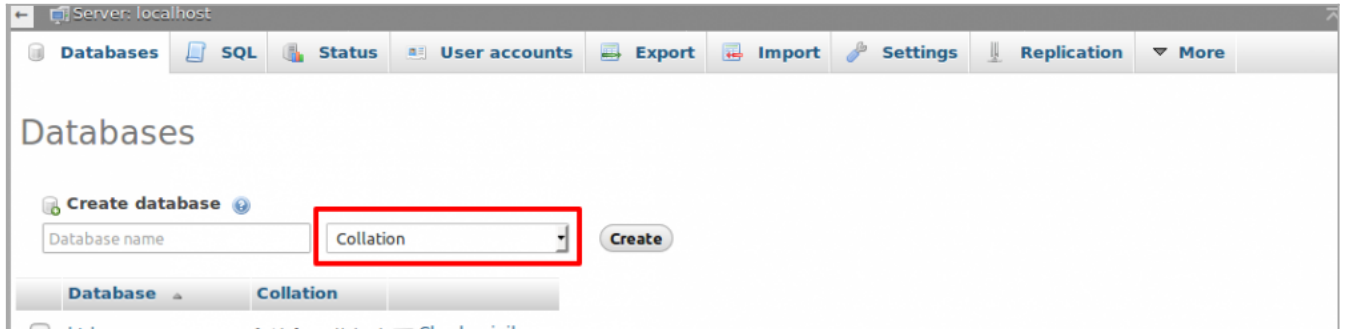 Server: localhost
Databases SQL Status User accounts Export Import Settings Replication More
Databases
Create database
Database name Collation Create
Database Collation